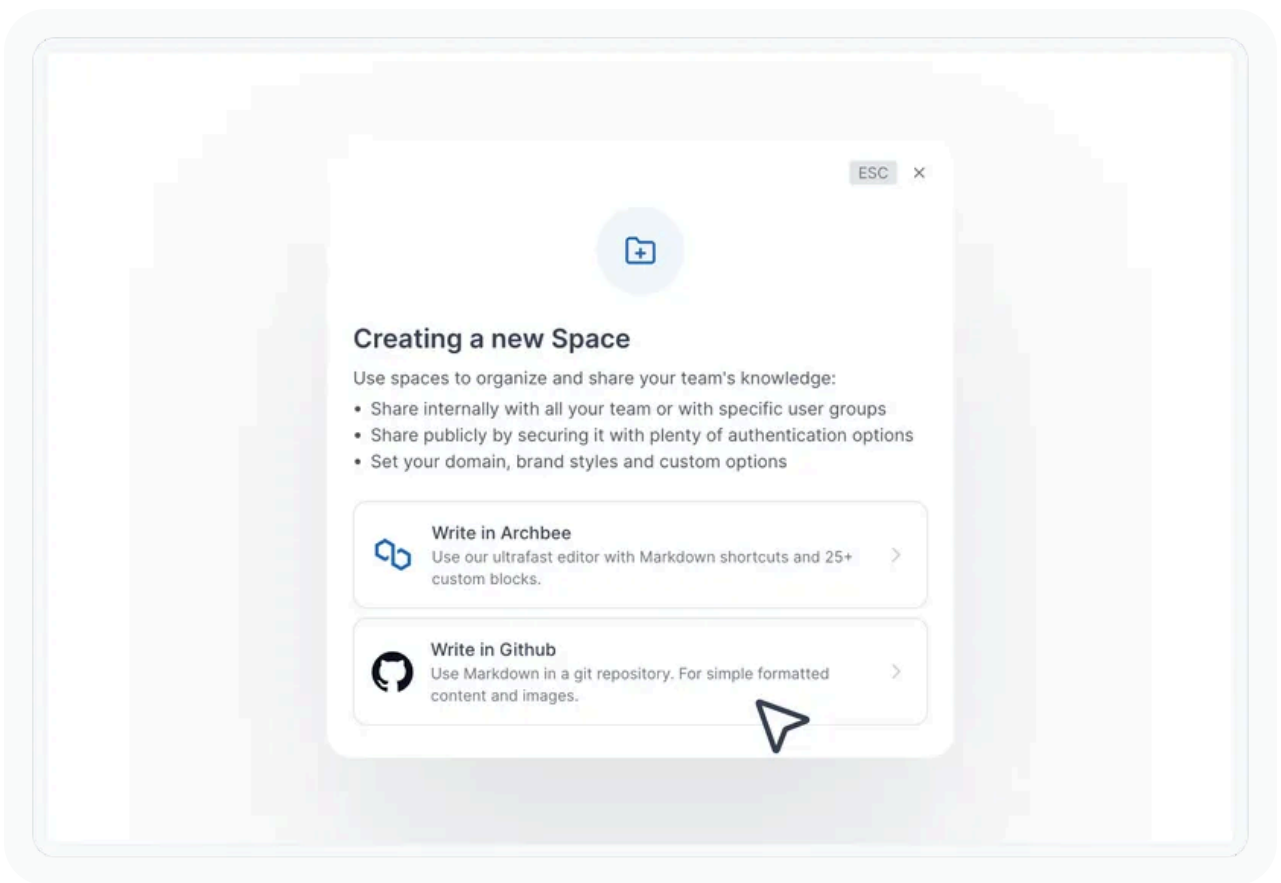 ESC
Creating a new Space
Use spaces to organize and share your team's knowledge:
• Share internally with all your team or with specific user groups
• Share publicly by securing it with plenty of authentication options
• Set your domain, brand styles and custom options
Write in Archbee
Use our ultrafast editor with Markdown shortcuts and 25+
custom blocks.
Write in Github
Use Markdown in a git repository. For simple formatted
content and images.